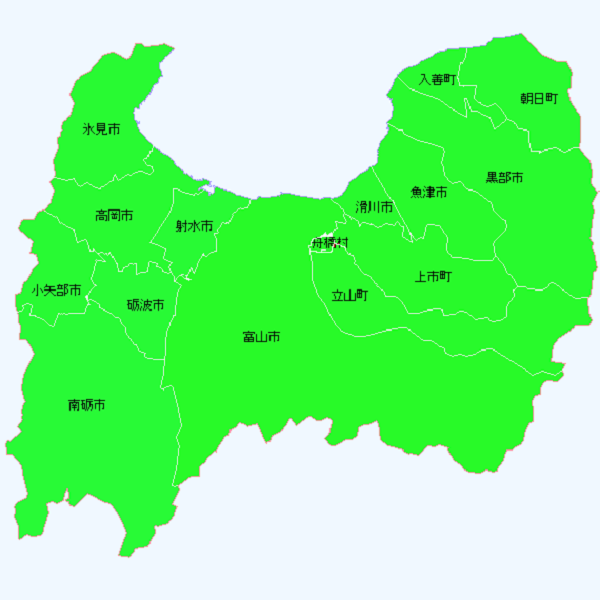 入善町
朝日町
氷見市
黒部市
魚津市
滑川市
高岡市
射水市
舟橋村
上市町
小矢部市
砺波市
立山町
富山市
南砺市